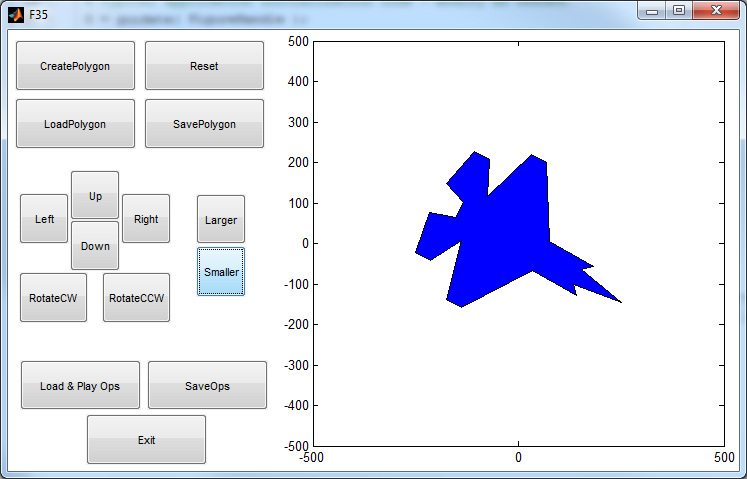 F35
CreatePolygon
Reset
LoadPolygon
SavePolygon
Up
Left
Right
Down
Larger
Smaller
RotateCW
RotateCCW
Load & Play Ops
SaveOps
Exit
500
400
300
200
100
0
-100
-200
-300
-400
-500
-500
0
500